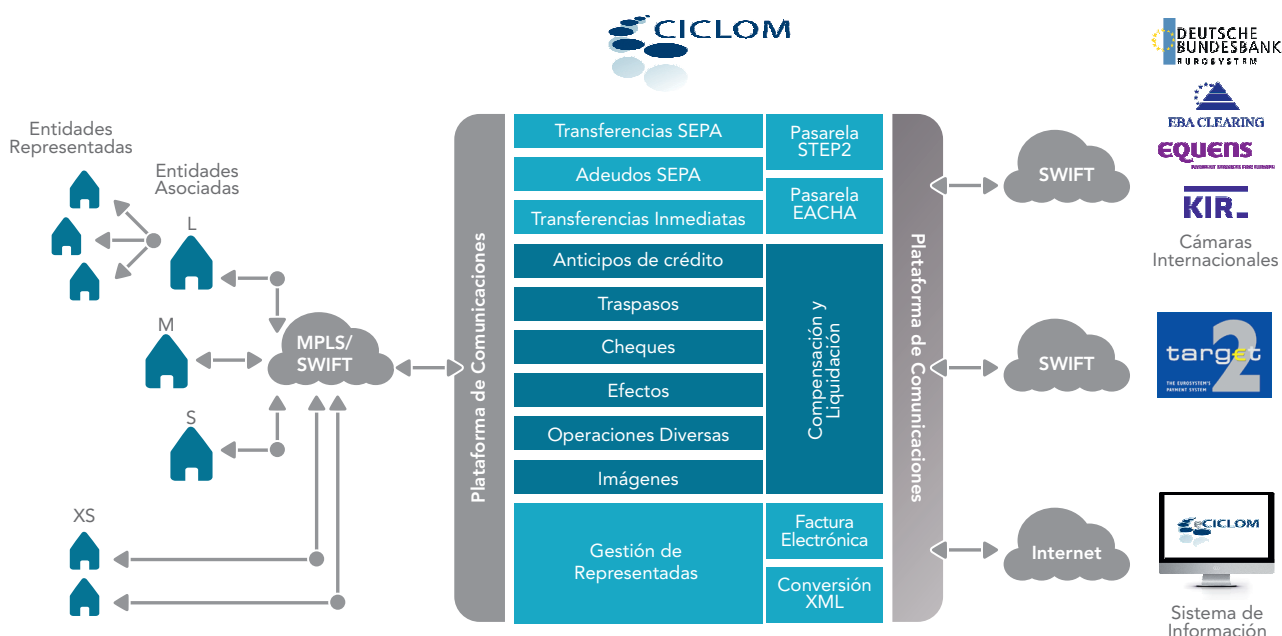 CICLOM
Entidades
Representadas
Entidades
Asociadas
L
M
S
XS
MPLS/
SWIFT
Plataforma de Comunicaciones
Transferencias SEPA
Adeudos SEPA
Transferencias Inmediatas
Anticipos de crédito
Traspasos
Cheques
Efectos
Operaciones Diversas
Imágenes
Gestión de
Representadas
Pasarela
STEP2
Pasarela
EACHA
Compensación y
Liquidación
Factura
Electrónica
Conversión
XML
Plataforma de Comunicaciones
SWIFT
SWIFT
Internet
DEUTSCHE
BUNDESBANK
EUROSYSTEM
EBA CLEARING
EQUENS
KIR
Cámaras
Internacionales
target
2
THE EUROSYSTEM'S
PAYMENT SYSTEM
eCICLOM
Sistema de
Información